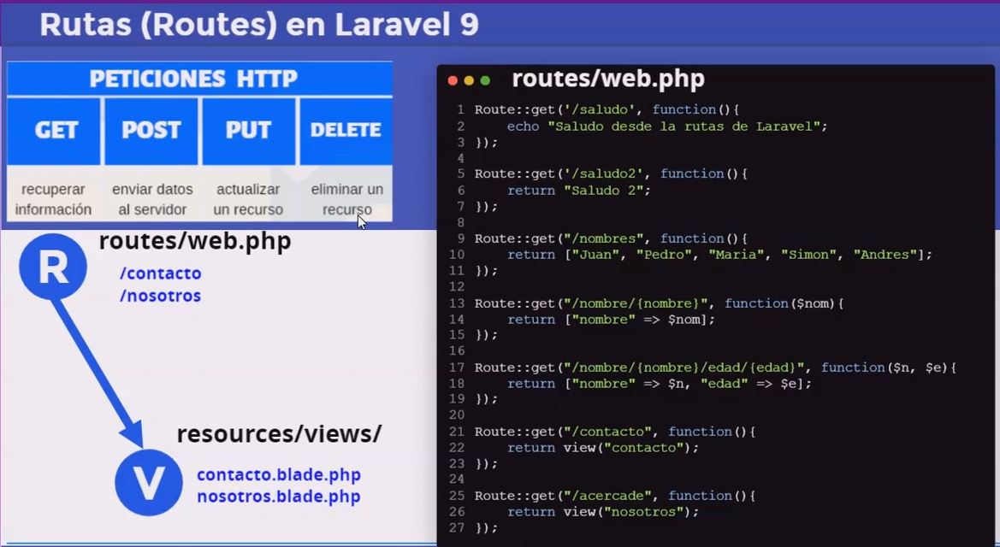 Rutas (Routes) en Laravel 9
PETICIONES HTTP
GET POST PUT DELETE
recuperar información
enviar datos al servidor
actualizar un recurso
eliminar un recurso
R
routes/web.php
/contacto
/nosotros
resources/views/
V
contacto.blade.php
nosotros.blade.php
routes/web.php
1 Route::get('/saludo', function(){
2 echo "Saludo desde la rutas de Laravel";
3 });
4
5 Route::get('/saludo2', function(){
6 return "Saludo 2";
7 });
8
9 Route::get("/nombres", function(){
10 return ["Juan", "Pedro", "Maria", "Simon", "Andres"];
11 });
12
13 Route::get("/nombre/{nombre}", function($nom){
14 return ["nombre" => $nom];
15 });
16
17 Route::get("/nombre/{nombre}/edad/{edad}", function($n, $e){
18 return ["nombre" => $n, "edad" => $e];
19 });
20
21 Route::get("/contacto", function(){
22 return view("contacto");
23 });
24
25 Route::get("/acercade", function(){
26 return view("nosotros");
27 });